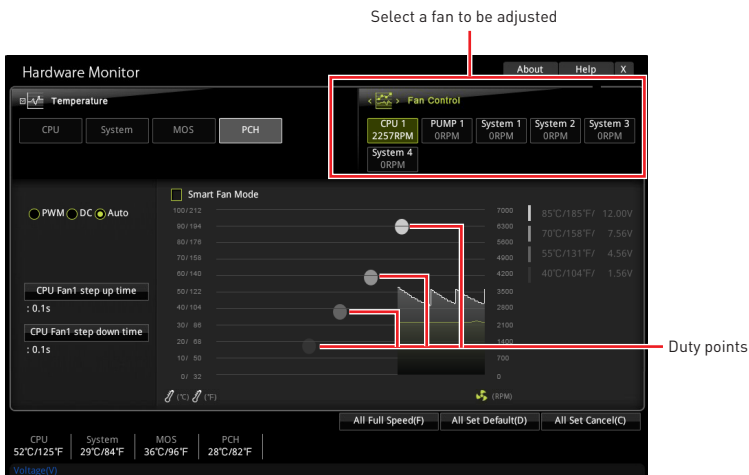 Select a fan to be adjusted
Hardware Monitor
About Help X
Temperature
< > Fan Control
CPU System MOS PCH
CPU 1 PUMP 1 System 1 System 2 System 3
2257RPM 0RPM 0RPM 0RPM 0RPM
System 4
0RPM
Smart Fan Mode
PWM DC Auto
100/212 7000 85℃/185℉/ 12.00V
90/194 6300
80/176 5600 70℃/158℉/ 7.56V
70/158 4900 55℃/131℉/ 4.56V
60/140 4200 40℃/104℉/ 1.56V
50/122 3500
40/104 2800
30/ 86 2100
20/ 68 1400
10/ 50 700
0/ 32 0
CPU Fan1 step up time
: 0.1s
CPU Fan1 step down time
: 0.1s
Duty points
(℃) (℉) (RPM)
All Full Speed(F) All Set Default(D) All Set Cancel(C)
CPU System MOS PCH
52℃/125℉ 29℃/84℉ 36℃/96℉ 28℃/82℉
Voltage(V)